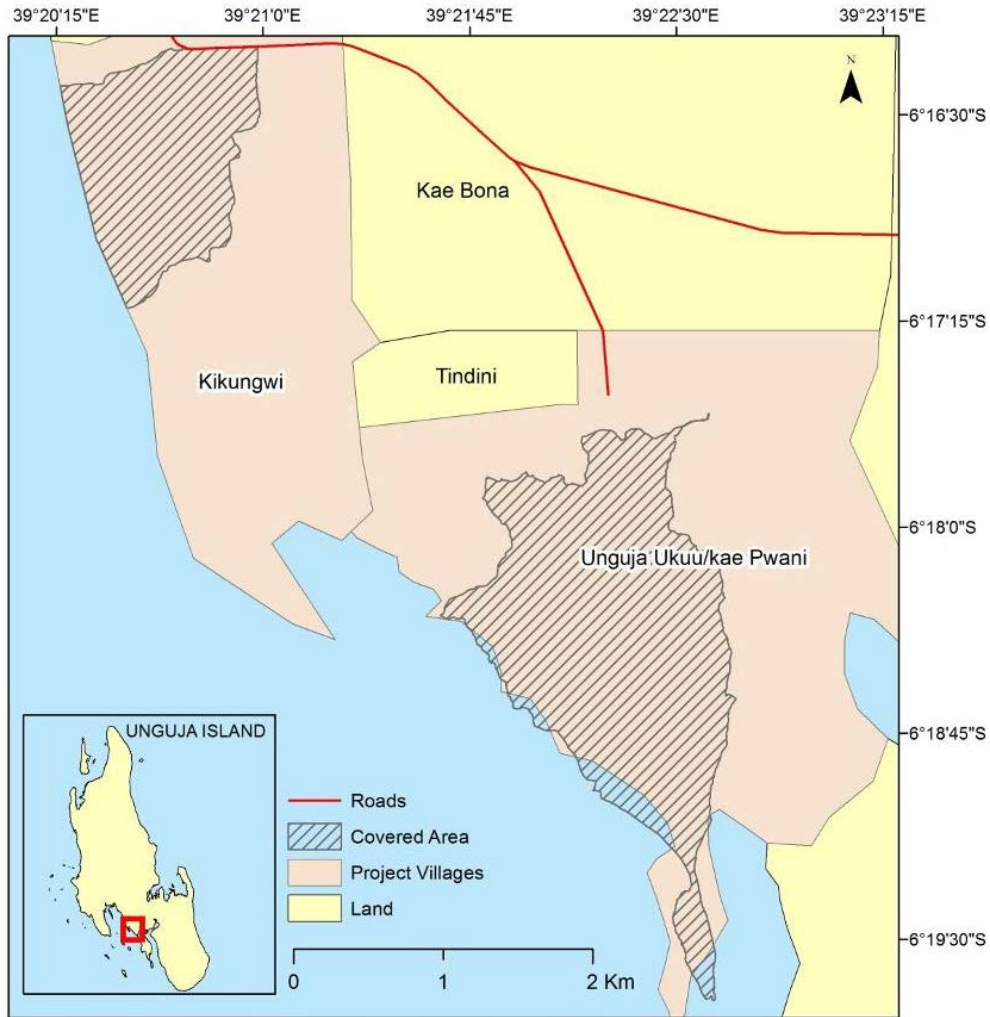 39°20'15"E
39°21'0"E
39°21'45"E
39°22'30"E
39°23'15"E
N
6°16'30"S
Kae Bona
6°17'15"S
Kikungwi
Tindini
6°18'0"S
Unguja Ukuu/kae Pwani
6°18'45"S
UNGUJA ISLAND
Roads
Covered Area
Project Villages
Land
6°19'30"S
0
1
2 Km